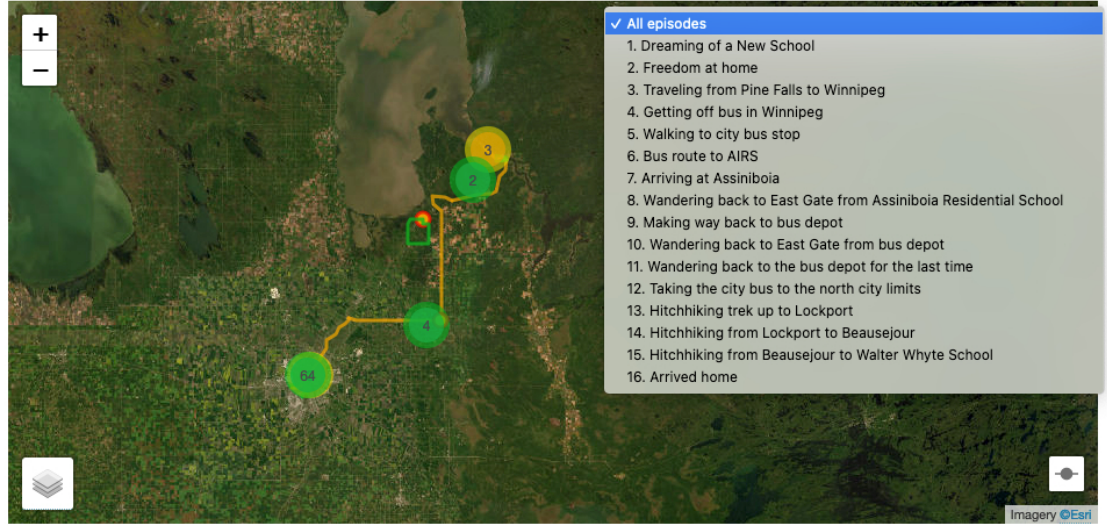 +
−
✓ All episodes
1. Dreaming of a New School
2. Freedom at home
3. Traveling from Pine Falls to Winnipeg
4. Getting off bus in Winnipeg
5. Walking to city bus stop
6. Bus route to AIRS
7. Arriving at Assiniboia
8. Wandering back to East Gate from Assiniboia Residential School
9. Making way back to bus depot
10. Wandering back to East Gate from bus depot
11. Wandering back to the bus depot for the last time
12. Taking the city bus to the north city limits
13. Hitchhiking trek up to Lockport
14. Hitchhiking from Lockport to Beausejour
15. Hitchhiking from Beausejour to Walter Whyte School
16. Arrived home
3
2
4
64
Imagery ©Esri